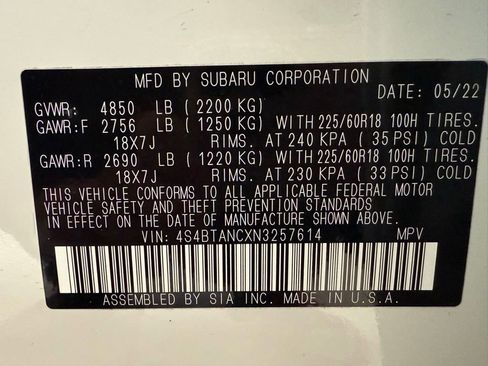 MFD BY SUBARU CORPORATION
DATE: 05/22
GVWR: 4850 LB (2200 KG)
GAWR:F 2756 LB (1250 KG) WITH 225/60R18 100H TIRES.
18X7J RIMS. AT 240 KPA (35 PSI) COLD
GAWR:R 2690 LB (1220 KG) WITH 225/60R18 100H TIRES.
18X7J RIMS. AT 230 KPA (33 PSI) COLD
THIS VEHICLE CONFORMS TO ALL APPLICABLE FEDERAL MOTOR
VEHICLE SAFETY AND THEFT PREVENTION STANDARDS
IN EFFECT ON THE DATE OF MANUFACTURE SHOWN ABOVE.
VIN: 4S4BTANCXN3257614 MPV
ASSEMBLED BY SIA INC. MADE IN U.S.A.